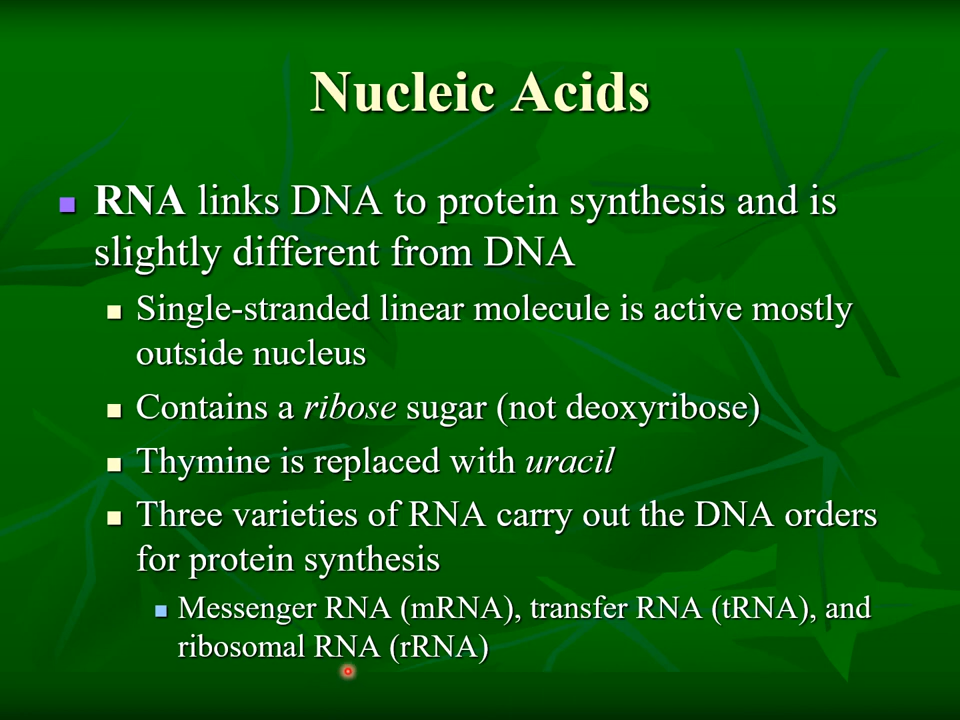 Nucleic Acids
RNA links DNA to protein synthesis and is
slightly different from DNA
Single-stranded linear molecule is active mostly
outside nucleus
Contains a ribose sugar (not deoxyribose)
Thymine is replaced with uracil
Three varieties of RNA carry out the DNA orders
for protein synthesis
Messenger RNA (mRNA), transfer RNA (tRNA), and
ribosomal RNA (rRNA)